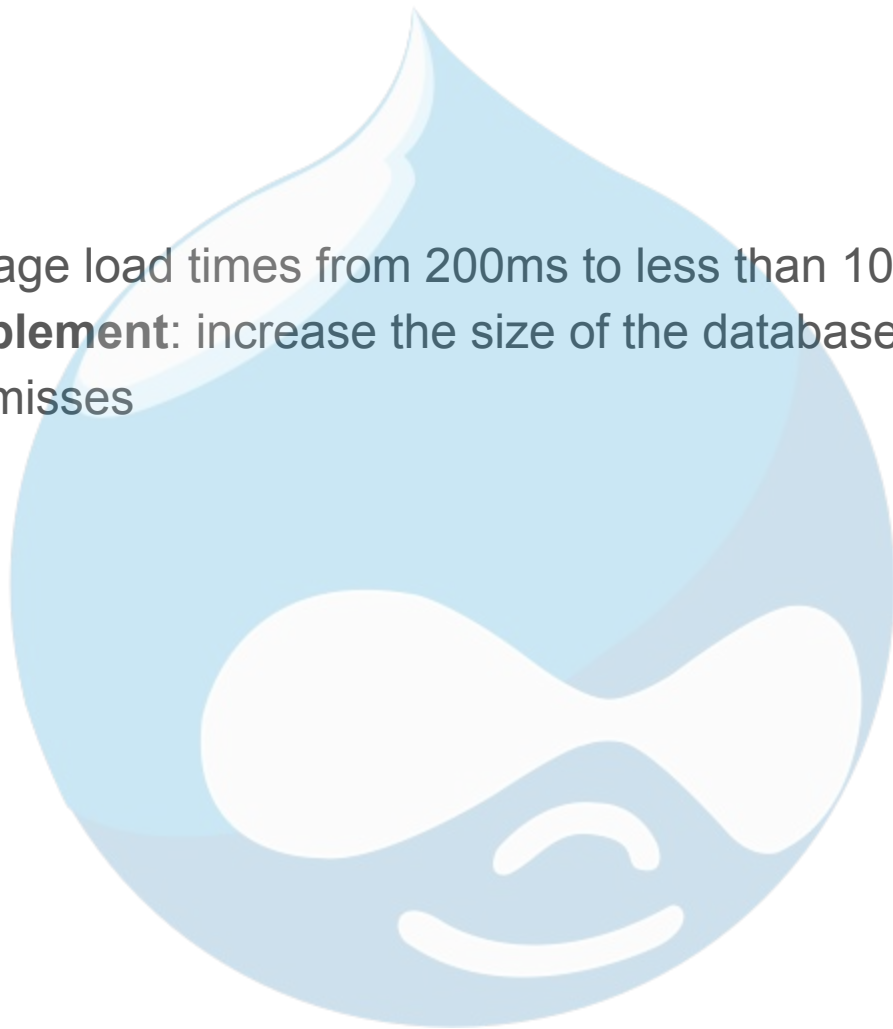 age load times from 200ms to less than 10
plement: increase the size of the database
misses